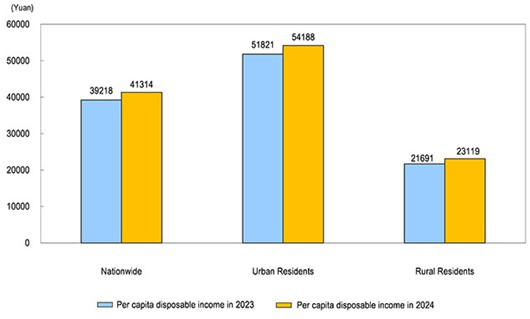 (Yuan)
60000
50000
40000
30000
20000
10000
0
39218
41314
51821
54188
21691
23119
Nationwide
Urban Residents
Rural Residents
Per capita disposable income in 2023
Per capita disposable income in 2024